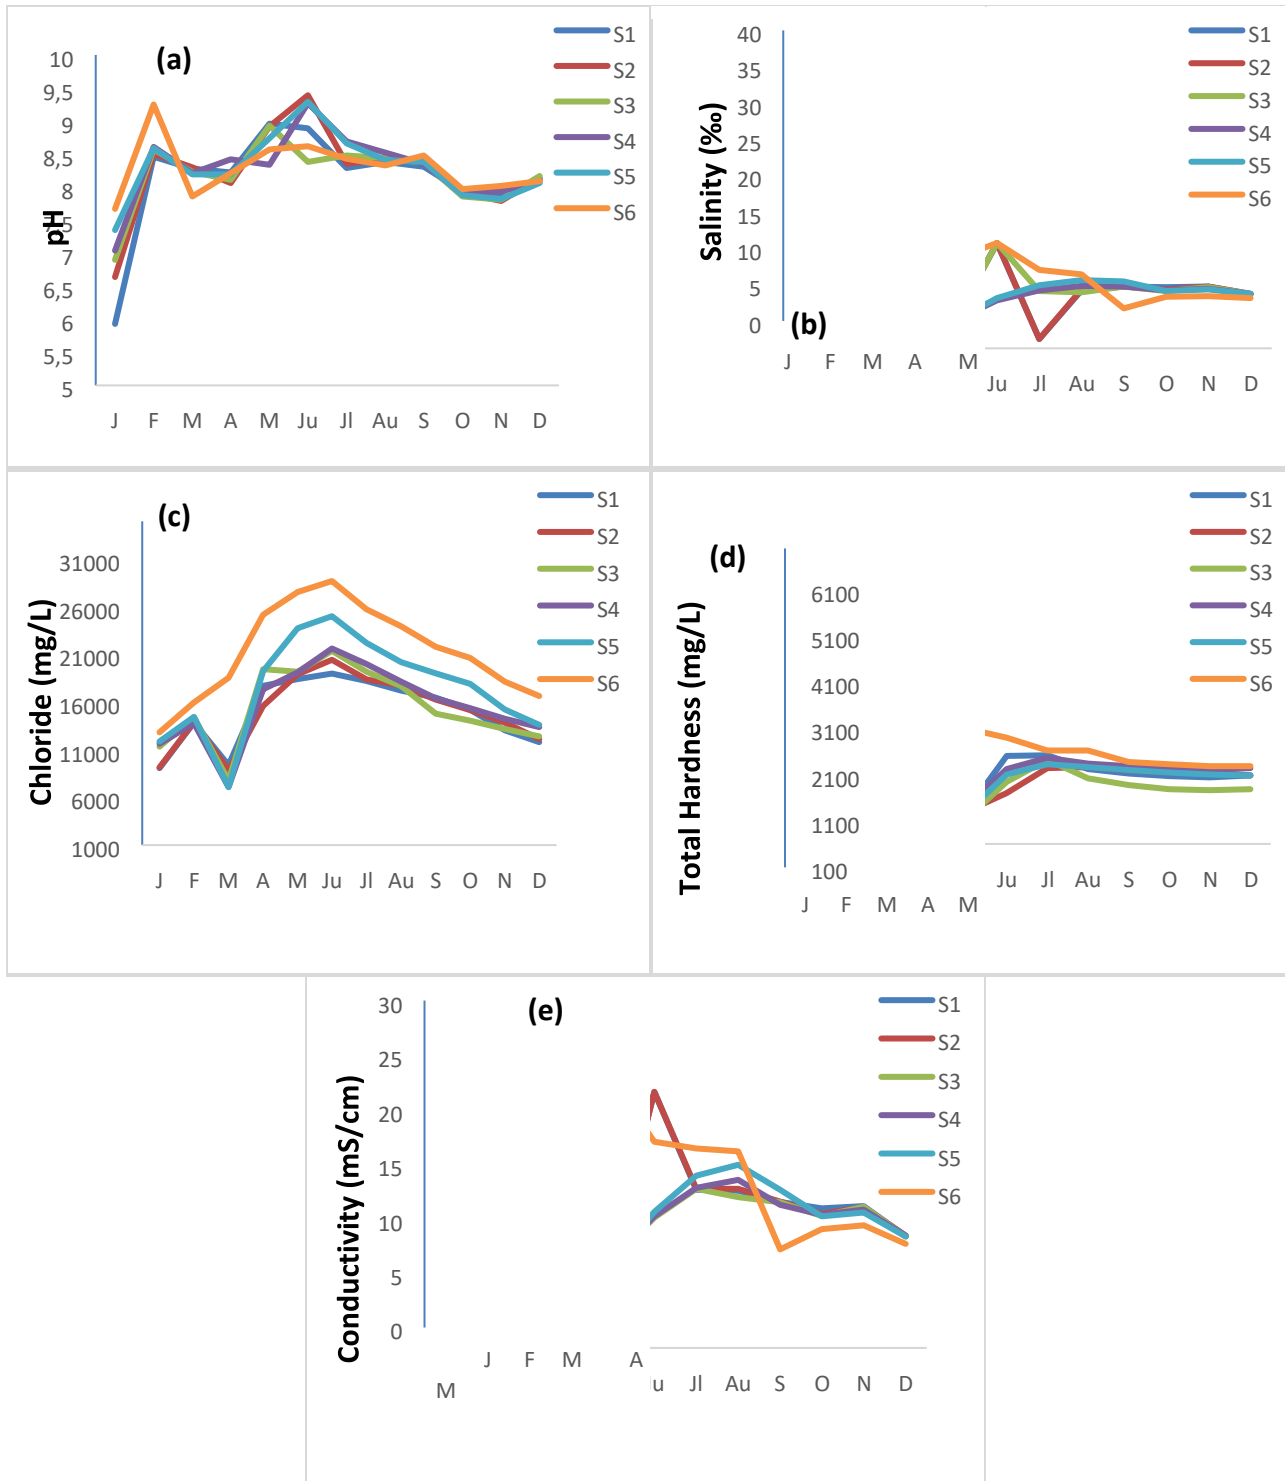 (a)
pH
10
9,5
9
8,5
8
7,5
7
6,5
6
5,5
5
J F M A M Ju Jl Au S O N D
S1
S2
S3
S4
S5
S6
(b)
Salinity (‰)
40
35
30
25
20
15
10
5
0
J F M A M
Ju Jl Au S O N D
S1
S2
S3
S4
S5
S6
(c)
Chloride (mg/L)
31000
26000
21000
16000
11000
6000
1000
J F M A M Ju Jl Au S O N D
S1
S2
S3
S4
S5
S6
(d)
Total Hardness (mg/L)
6100
5100
4100
3100
2100
1100
100
J F M A M
Ju Jl Au S O N D
S1
S2
S3
S4
S5
S6
(e)
Conductivity (mS/cm)
30
25
20
15
10
5
0
J F M A
M
Ju Jl Au S O N D
S1
S2
S3
S4
S5
S6